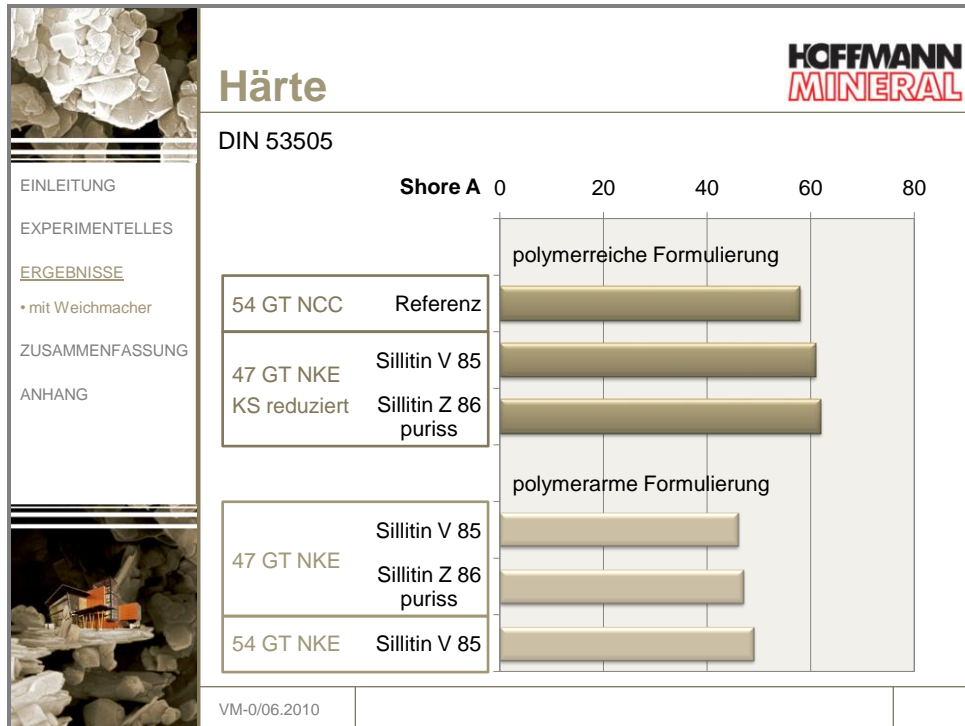 Härte
HOFFMANN
MINERAL
DIN 53505
EINLEITUNG
EXPERIMENTELLES
ERGEBNISSE
• mit Weichmacher
ZUSAMMENFASSUNG
ANHANG
Shore A 0 20 40 60 80
polymerreiche Formulierung
54 GT NCC Referenz
47 GT NKE
KS reduziert
Sillitin V 85
Sillitin Z 86
puriss
polymerarme Formulierung
47 GT NKE
Sillitin V 85
Sillitin Z 86
puriss
54 GT NKE Sillitin V 85
VM-0/06.2010